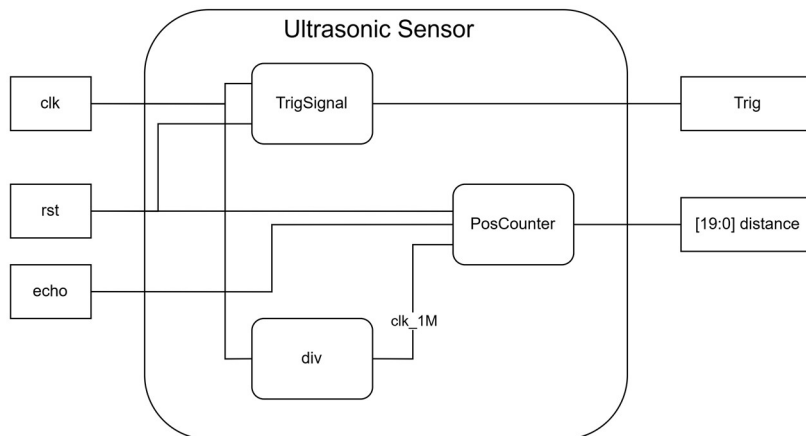 Ultrasonic Sensor
clk
TrigSignal
Trig
rst
PosCounter
[19:0] distance
echo
clk_1M
div